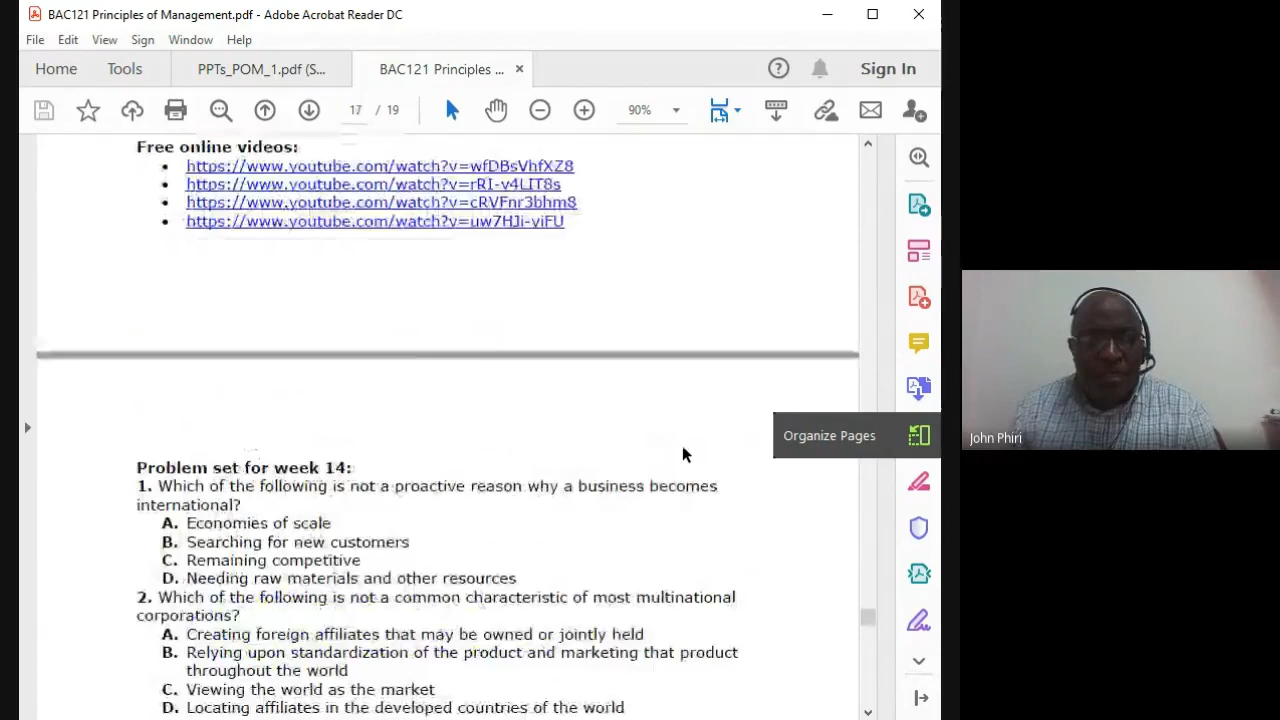 BAC121 Principles of Management.pdf - Adobe Acrobat Reader DC
File Edit View Sign Window Help
Home Tools PPTs_POM_1.pdf (S... BAC121 Principles ... Sign In
17 / 19 90%
Free online videos:
• https://www.youtube.com/watch?v=wfDBsVhfXZ8
• https://www.youtube.com/watch?v=rRI-v4LIT8s
• https://www.youtube.com/watch?v=cRVFnr3bhm8
• https://www.youtube.com/watch?v=uw7HJi-viFU
Organize Pages
John Phiri
Problem set for week 14:
1. Which of the following is not a proactive reason why a business becomes
international?
A. Economies of scale
B. Searching for new customers
C. Remaining competitive
D. Needing raw materials and other resources
2. Which of the following is not a common characteristic of most multinational
corporations?
A. Creating foreign affiliates that may be owned or jointly held
B. Relying upon standardization of the product and marketing that product
throughout the world
C. Viewing the world as the market
D. Locating affiliates in the developed countries of the world